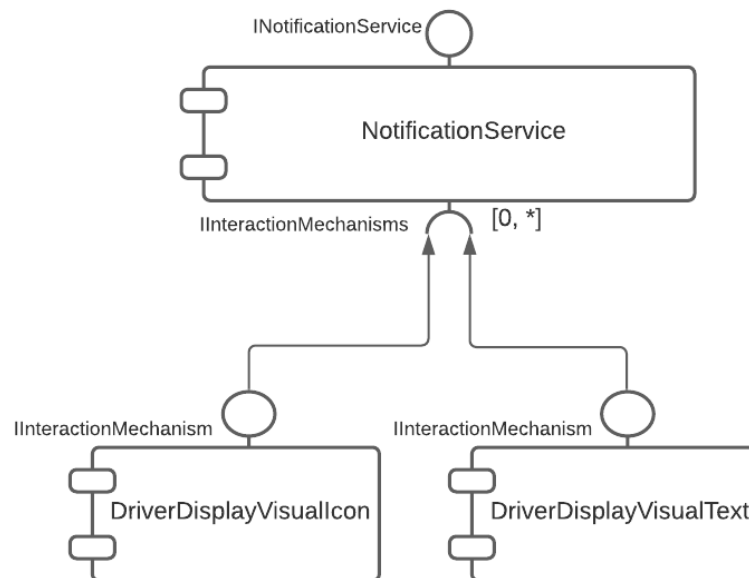 INotificationService
NotificationService
IInteractionMechanisms
[0, *]
IInteractionMechanism
IInteractionMechanism
DriverDisplayVisualIcon
DriverDisplayVisualText